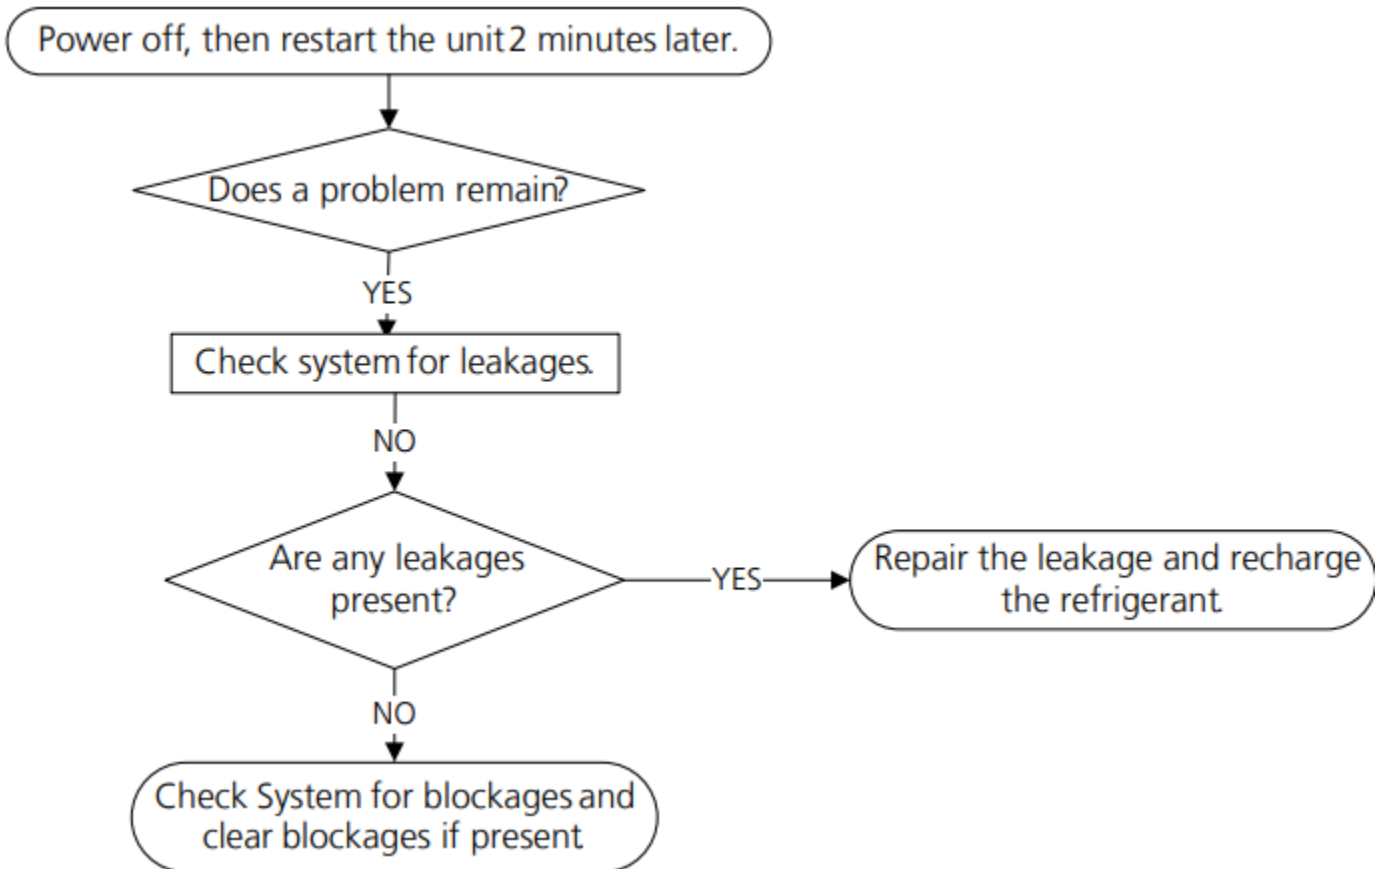 Power off, then restart the unit 2 minutes later.
Does a problem remain?
YES
Check system for leakages.
NO
Are any leakages
present?
YES
Repair the leakage and recharge
the refrigerant.
NO
Check System for blockages and
clear blockages if present.